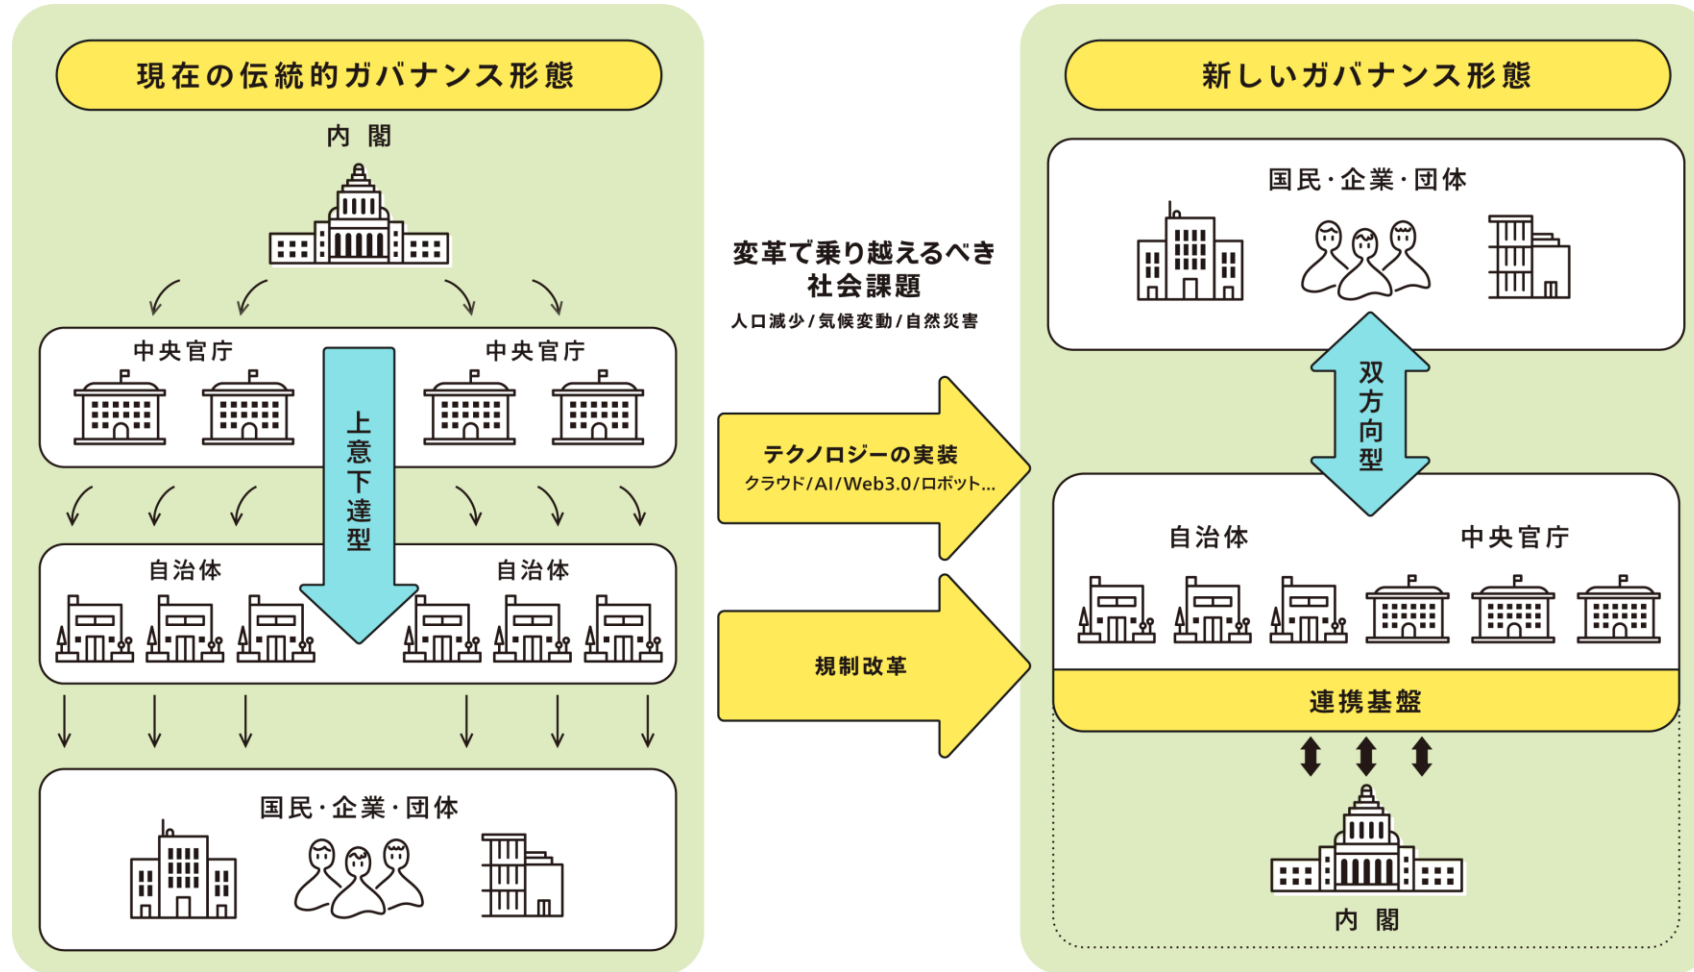 現在の伝統的ガバナンス形態
内閣
中央官庁
中央官庁
上意下達型
自治体
自治体
国民・企業・団体
変革で乗り越えるべき
社会課題
人口減少/気候変動/自然災害
テクノロジーの実装
クラウド/AI/Web3.0/ロボット...
規制改革
新しいガバナンス形態
国民・企業・団体
双方向型
自治体
中央官庁
連携基盤
内閣